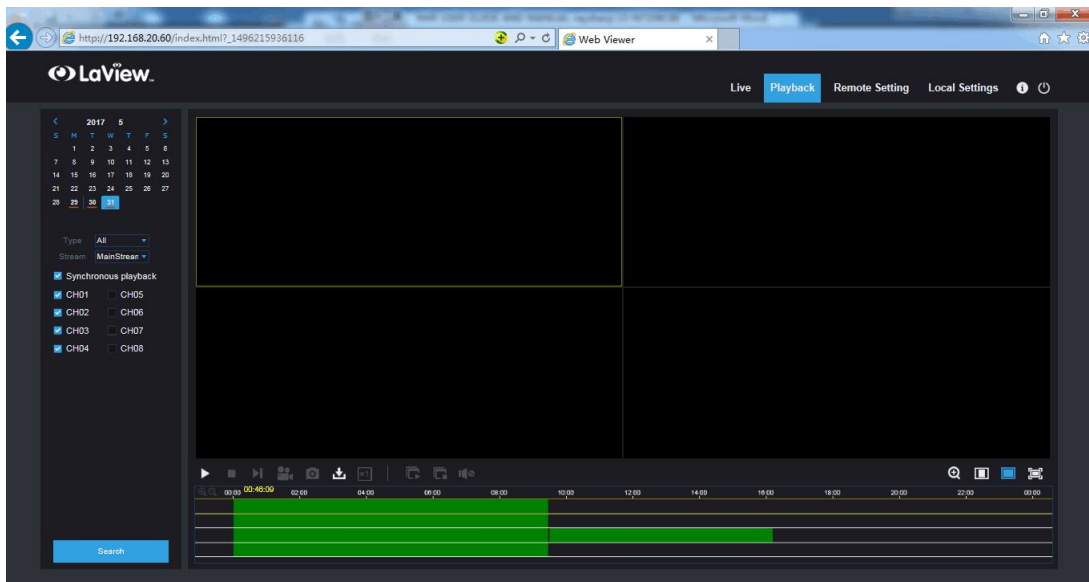 http://192.168.20.60/index.html?_1496215936116
Web Viewer
LaView
Live Playback Remote Setting Local Settings
2017 5
S M T W T F S
1 2 3 4 5 6
7 8 9 10 11 12 13
14 15 16 17 18 19 20
21 22 23 24 25 26 27
28 29 30 31
Type All
Stream MainStrear
Synchronous playback
CH01 CH05
CH02 CH06
CH03 CH07
CH04 CH08
00:00 00:46:09 02:00 04:00 06:00 08:00 10:00 12:00 14:00 16:00 18:00 20:00 22:00 00:00
Search